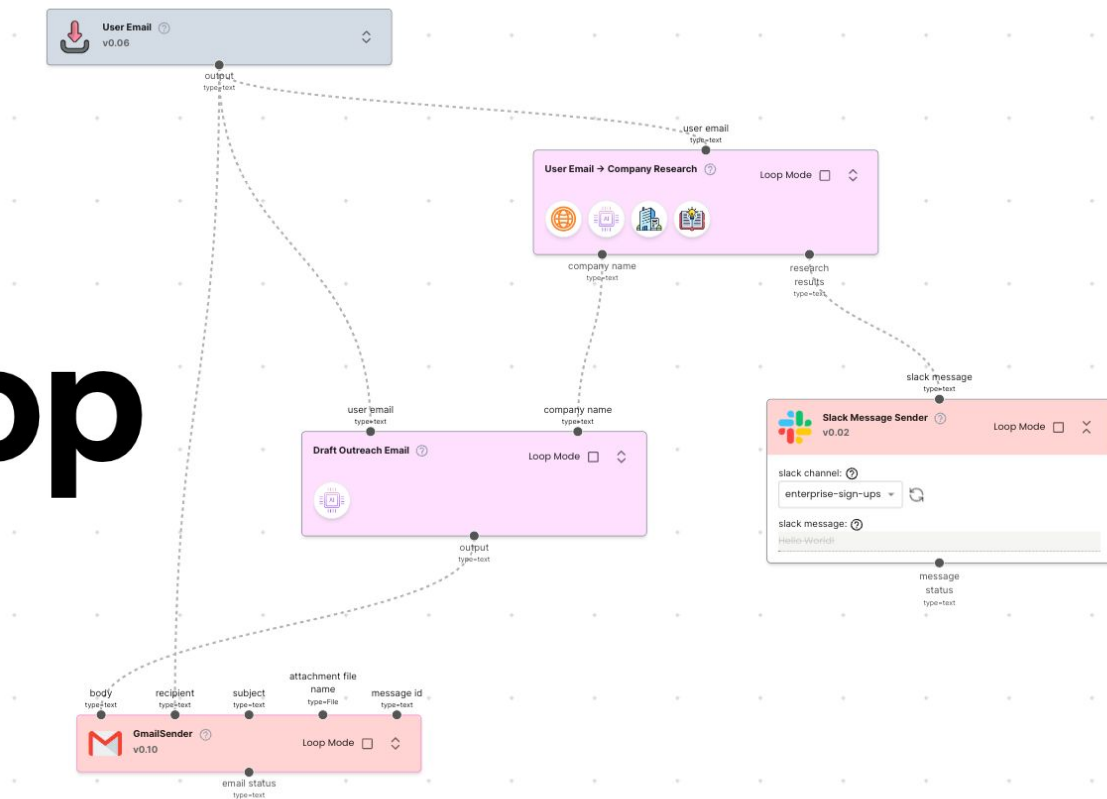 User Email
v0.06
output
type=text
user email
type=text
User Email → Company Research
Loop Mode
AI
company name
type=text
research
results
type=text
op
user email
type=text
company name
type=text
slack message
type=text
Draft Outreach Email
Loop Mode
AI
output
type=text
Slack Message Sender
v0.02
Loop Mode
slack channel:
enterprise-sign-ups
slack message:
Hello World!
message
status
type=text
body
type=text
recipient
type=text
subject
type=text
attachment file
name
type=File
message id
type=text
GmailSender
v0.10
Loop Mode
email status
type=text